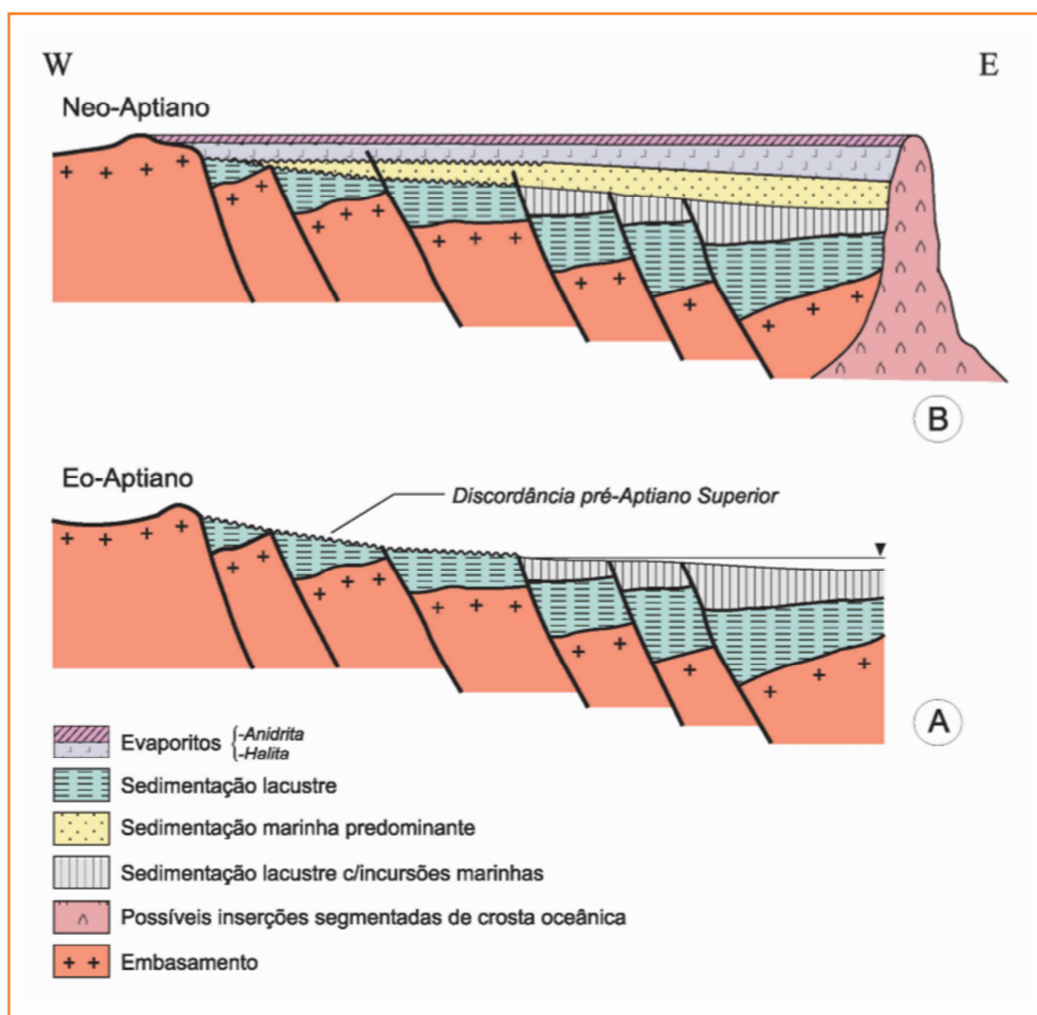 W
E
Neo-Aptiano
B
Eo-Aptiano
Discordância pré-Aptiano Superior
A
Evaporitos {-Anidrita
-Halita
Sedimentação lacustre
Sedimentação marinha predominante
Sedimentação lacustre c/incursões marinhas
Possíveis inserções segmentadas de crosta oceânica
Embasamento